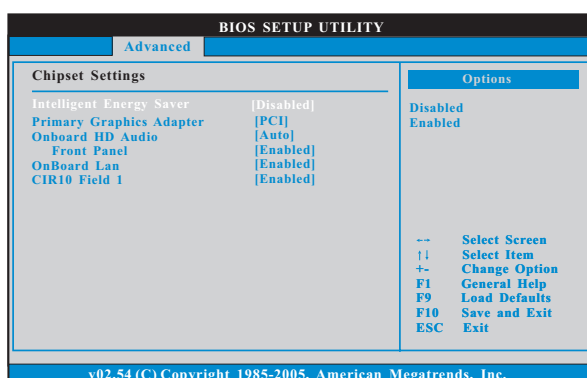 BIOS SETUP UTILITY
Advanced
Chipset Settings
Intelligent Energy Saver [Disabled]
Primary Graphics Adapter [PCI]
Onboard HD Audio [Auto]
Front Panel [Enabled]
OnBoard Lan [Enabled]
CIR10 Field 1 [Enabled]
Options
Disabled
Enabled
←→ Select Screen
↑↓ Select Item
+- Change Option
F1 General Help
F9 Load Defaults
F10 Save and Exit
ESC Exit
v02.54 (C) Copyright 1985-2005, American Megatrends, Inc.